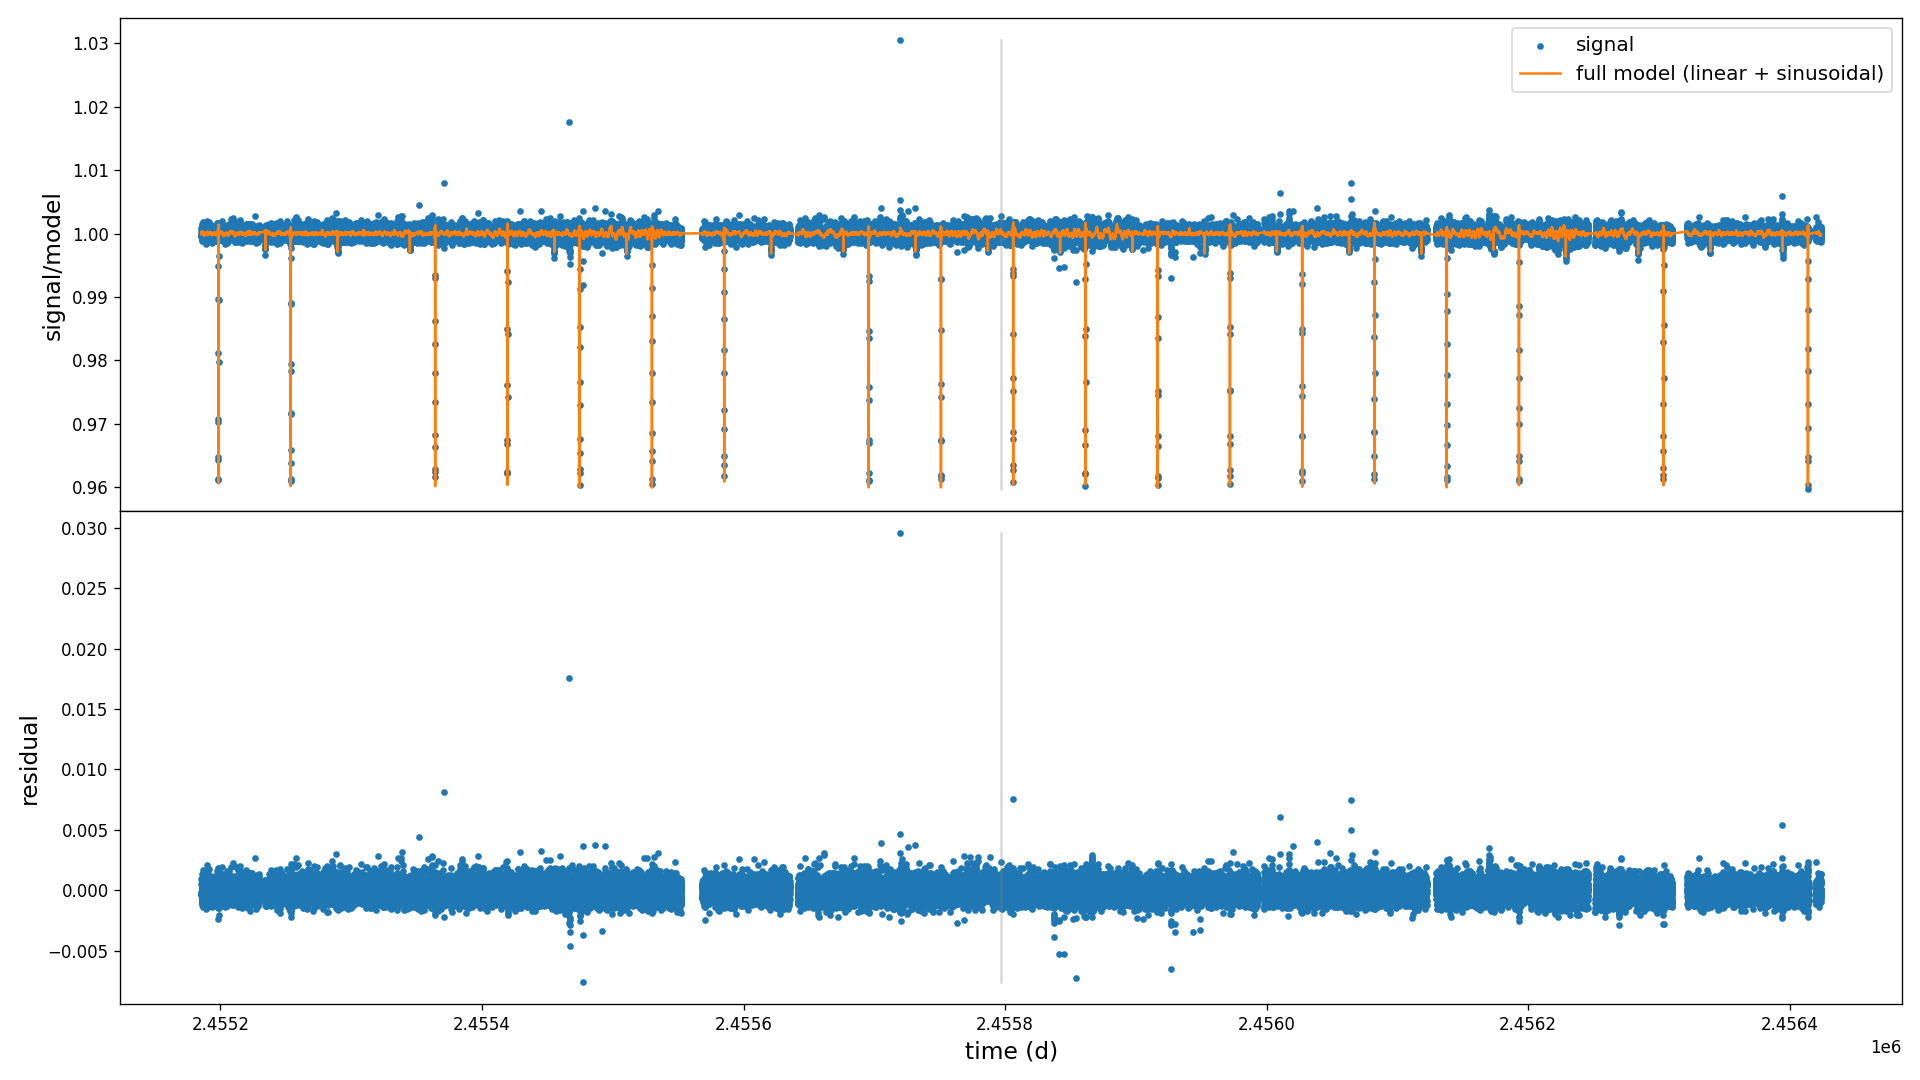 signal
full model (linear + sinusoidal)
1.03
1.02
1.01
1.00
0.99
0.98
0.97
0.96
signal/model
0.030
0.025
0.020
0.015
0.010
0.005
0.000
−0.005
residual
2.4552 2.4554 2.4556 2.4558 2.4560 2.4562 2.4564
1e6
time (d)